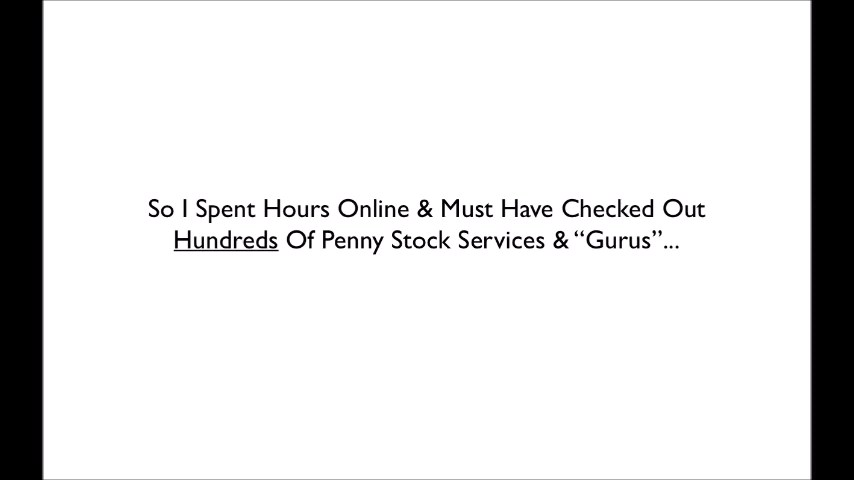 So I Spent Hours Online & Must Have Checked Out
Hundreds Of Penny Stock Services & “Gurus”...